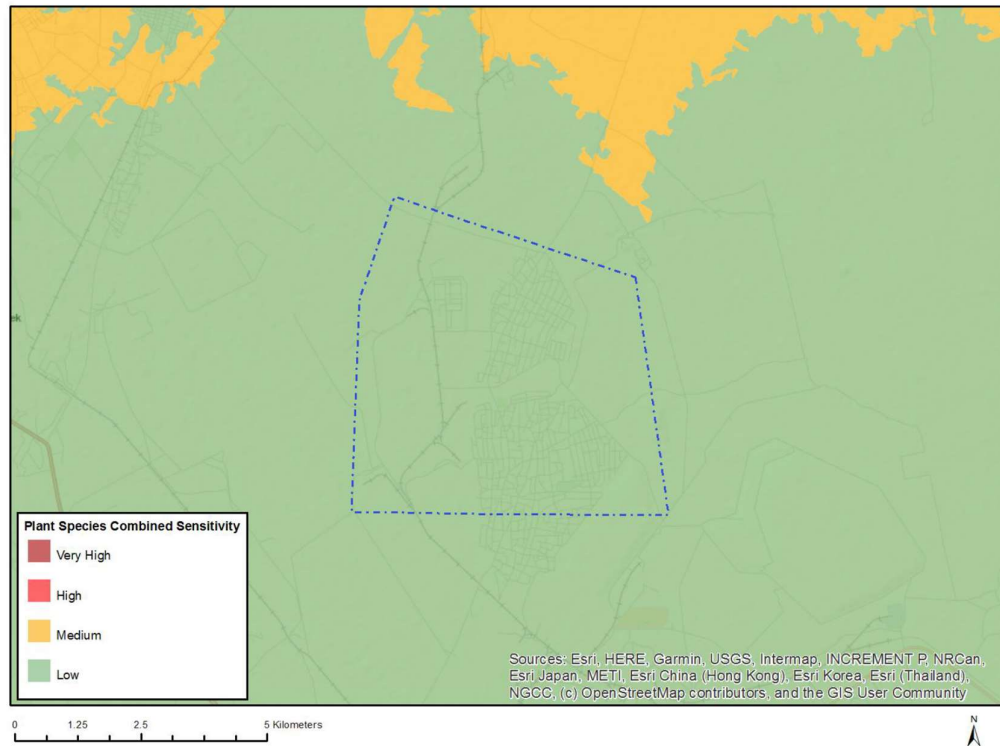 ek
Plant Species Combined Sensitivity
Very High
High
Medium
Low
Sources: Esri, HERE, Garmin, USGS, Intermap, INCREMENT P, NRCan,
Esri Japan, METI, Esri China (Hong Kong), Esri Korea, Esri (Thailand),
NGCC, (c) OpenStreetMap contributors, and the GIS User Community
0 1.25 2.5 5 Kilometers
N